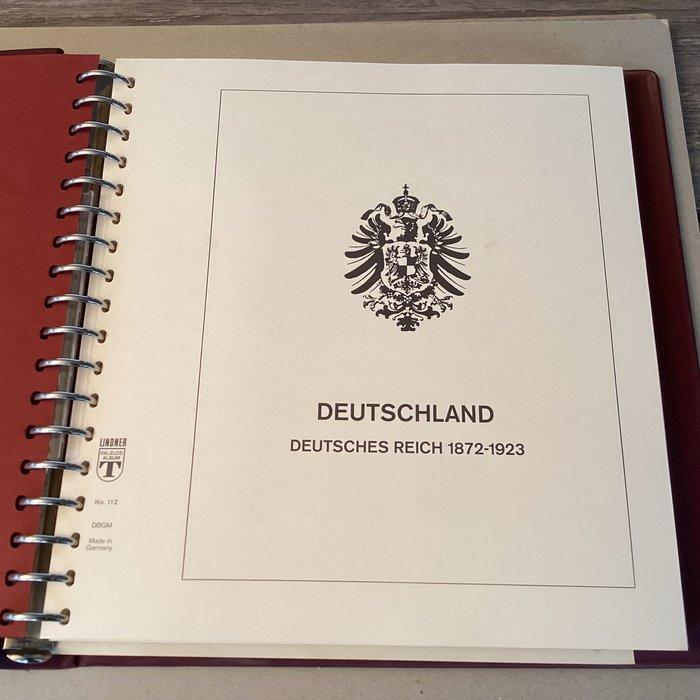 DEUTSCHLAND
DEUTSCHES REICH 1872-1923
LINDNER
FALZLOS
ALBUM
T
No. 112
DBGM
Made in
Germany